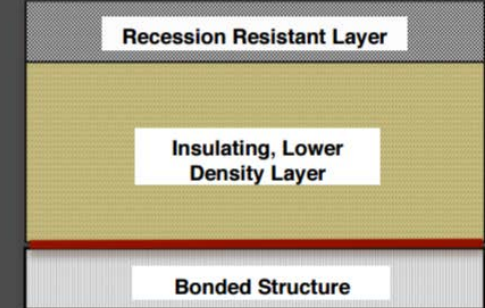 Recession Resistant Layer
Insulating, Lower
Density Layer
Bonded Structure